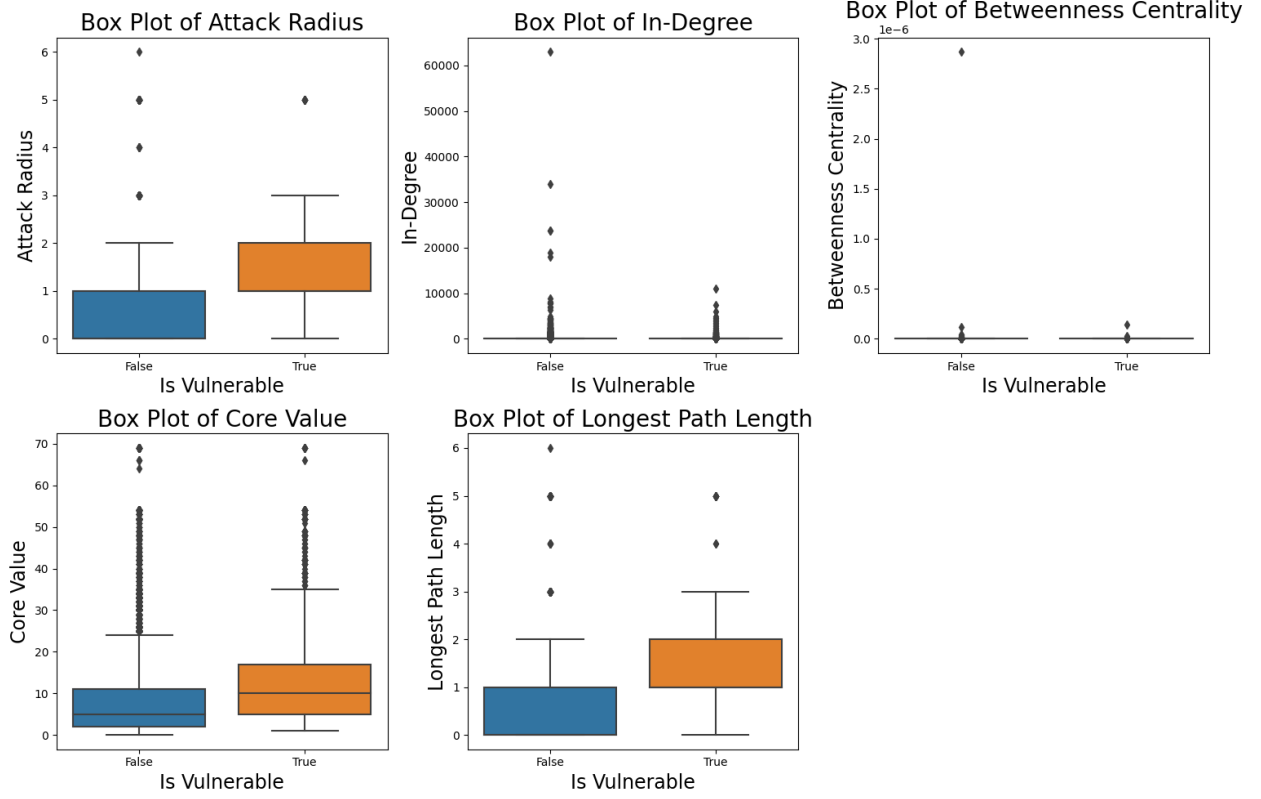 Box Plot of Attack Radius
Attack Radius
6
5
4
3
2
1
0
False
True
Is Vulnerable
Box Plot of In-Degree
In-Degree
60000
50000
40000
30000
20000
10000
0
False
True
Is Vulnerable
Box Plot of Betweenness Centrality
1e−6
Betweenness Centrality
3.0
2.5
2.0
1.5
1.0
0.5
0.0
False
True
Is Vulnerable
Box Plot of Core Value
Core Value
70
60
50
40
30
20
10
0
False
True
Is Vulnerable
Box Plot of Longest Path Length
Longest Path Length
6
5
4
3
2
1
0
False
True
Is Vulnerable